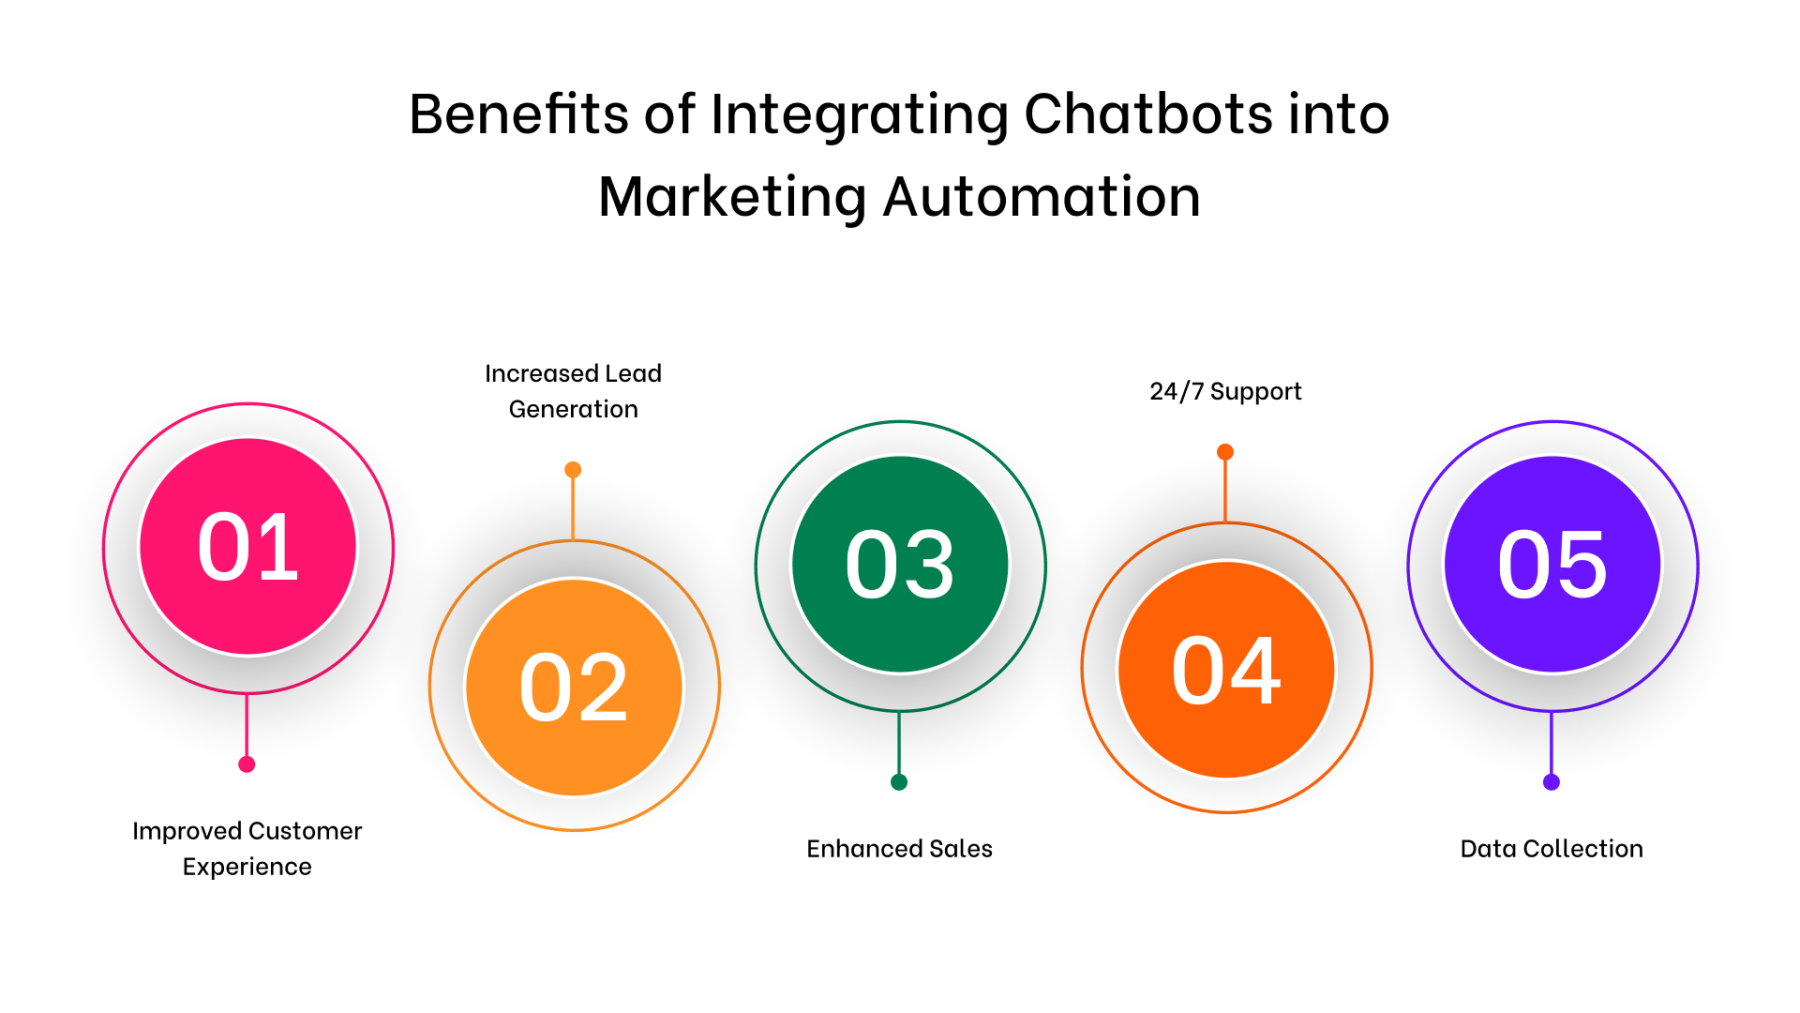 Benefits of Integrating Chatbots into
Marketing Automation
01
Improved Customer
Experience
Increased Lead
Generation
02
03
Enhanced Sales
24/7 Support
04
05
Data Collection